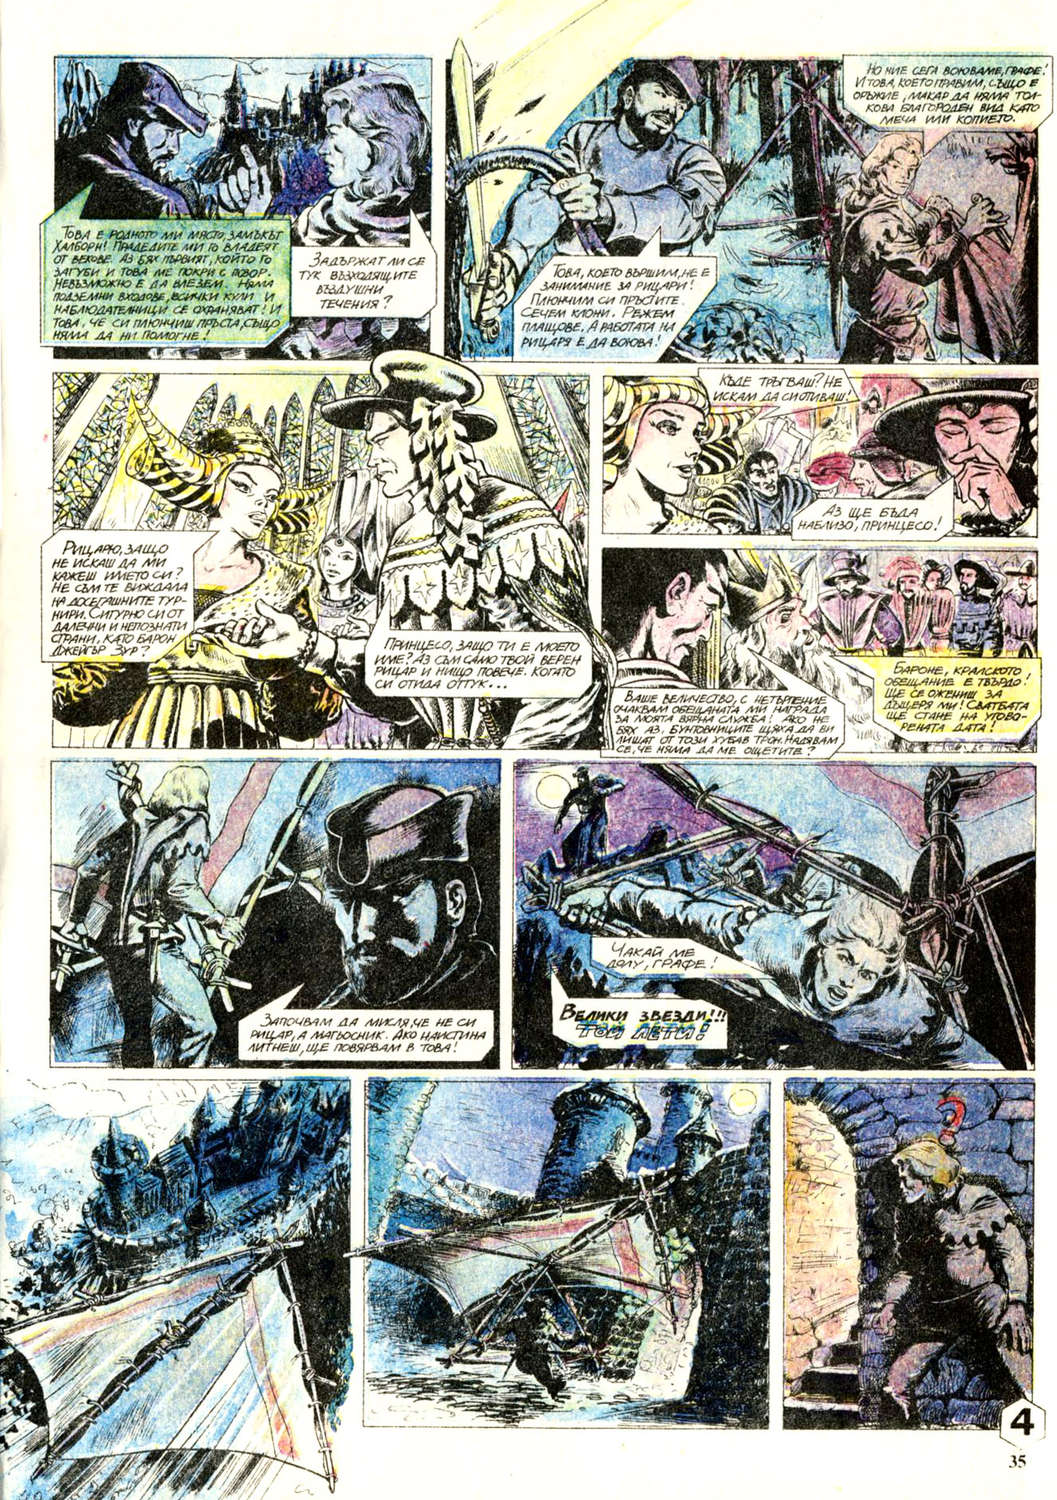 ТОВА Е РОДНОТО МИ МЯСТО, ЗАМЪКЪТ
ХАЛБОРН! ПРАДЕДИТЕ МИ ГО ВЛАДЕЯТ
ОТ ВЕКОВЕ. АЗ БЯХ ПЪРВИЯТ, КОЙТО ГО
ЗАГУБИ И ТОВА МЕ ПОКРИ С ПОЗОР.
НЕВЪЗМОЖНО Е ДА ВЛЕЗЕМ. НЯМА
ПОДЗЕМНИ ВХОДОВЕ, ВСИЧКИ КУЛИ И
НАБЛЮДАТЕЛНИЦИ СЕ ОХРАНЯВАТ! И
ТОВА, ЧЕ СИ ПЛЮНЧИШ ПРЪСТА, СЪЩО
НЯМА ДА НИ ПОМОГНЕ!
ЗАДЪРЖАТ ЛИ СЕ
ТУК ВЪЗХОДЯЩИТЕ
ВЪЗДУШНИ
ТЕЧЕНИЯ?
ТОВА, КОЕТО ВЪРШИМ, НЕ Е
ЗАНИМАНИЕ ЗА РИЦАРИ!
ПЛЮНЧИМ СИ ПРЪСТИТЕ.
СЕЧЕМ КЛОНИ. РЕЖЕМ
ПЛАЩОВЕ. А РАБОТАТА НА
РИЦАРЯ Е ДА ВОЮВА!
НО НИЕ СЕГА ВОЮВАМЕ, ГРАФЕ!
И ТОВА, КОЕТО ПРАВИМ, СЪЩО Е
ОРЪЖИЕ, МАКАР ДА НЯМА ТОЛ-
КОВА БЛАГОРОДЕН ВИД КАТО
МЕЧА ИЛИ КОПИЕТО.
РИЦАРЮ, ЗАЩО
НЕ ИСКАШ ДА МИ
КАЖЕШ ИМЕТО СИ?
НЕ СЪМ ТЕ ВИЖДАЛА
НА ДОСЕГАШНИТЕ ТУР-
НИРИ. СИГУРНО СИ ОТ
ДАЛЕЧНИ И НЕПОЗНАТИ
СТРАНИ, КАТО БАРОН
ДЖЕЙГЪР ЗУР?
ПРИНЦЕСО, ЗАЩО ТИ Е МОЕТО
ИМЕ? АЗ СЪМ САМО ТВОЙ ВЕРЕН
РИЦАР И НИЩО ПОВЕЧЕ. КОГАТО
СИ ОТИДА ОТТУК...
КЪДЕ ТРЪГВАШ? НЕ
ИСКАМ ДА СИ ОТИВАШ!
АЗ ЩЕ БЪДА
НАБЛИЗО, ПРИНЦЕСО!
ВАШЕ ВЕЛИЧЕСТВО, С НЕТЪРПЕНИЕ
ОЧАКВАМ ОБЕЩАНАТА МИ НАГРАДА
ЗА МОЯТА ВЯРНА СЛУЖБА! АКО НЕ
БЯХ АЗ, БУНТОВНИЦИТЕ ЩЯХА ДА ВИ
ЛИШАТ ОТ ТОЗИ ХУБАВ ТРОН. НАДЯВАМ
СЕ, ЧЕ НЯМА ДА МЕ ОЩЕТИТЕ?
БАРОНЕ, КРАЛСКОТО
ОБЕЩАНИЕ Е ТВЪРДО!
ЩЕ СЕ ОЖЕНИШ ЗА
ДЪЩЕРЯ МИ! СВАТБАТА
ЩЕ СТАНЕ НА УГОВО-
РЕНАТА ДАТА!
ЗАПОЧВАМ ДА МИСЛЯ, ЧЕ НЕ СИ
РИЦАР, А МАГЬОСНИК. АКО НАИСТИНА
ЛИТНЕШ, ЩЕ ПОВЯРВАМ В ТОВА!
ЧАКАЙ МЕ
ДОЛУ, ГРАФЕ!
ВЕЛИКИ ЗВЕЗДИ!!!
ТОЙ ЛЕТИ!
?
4
35